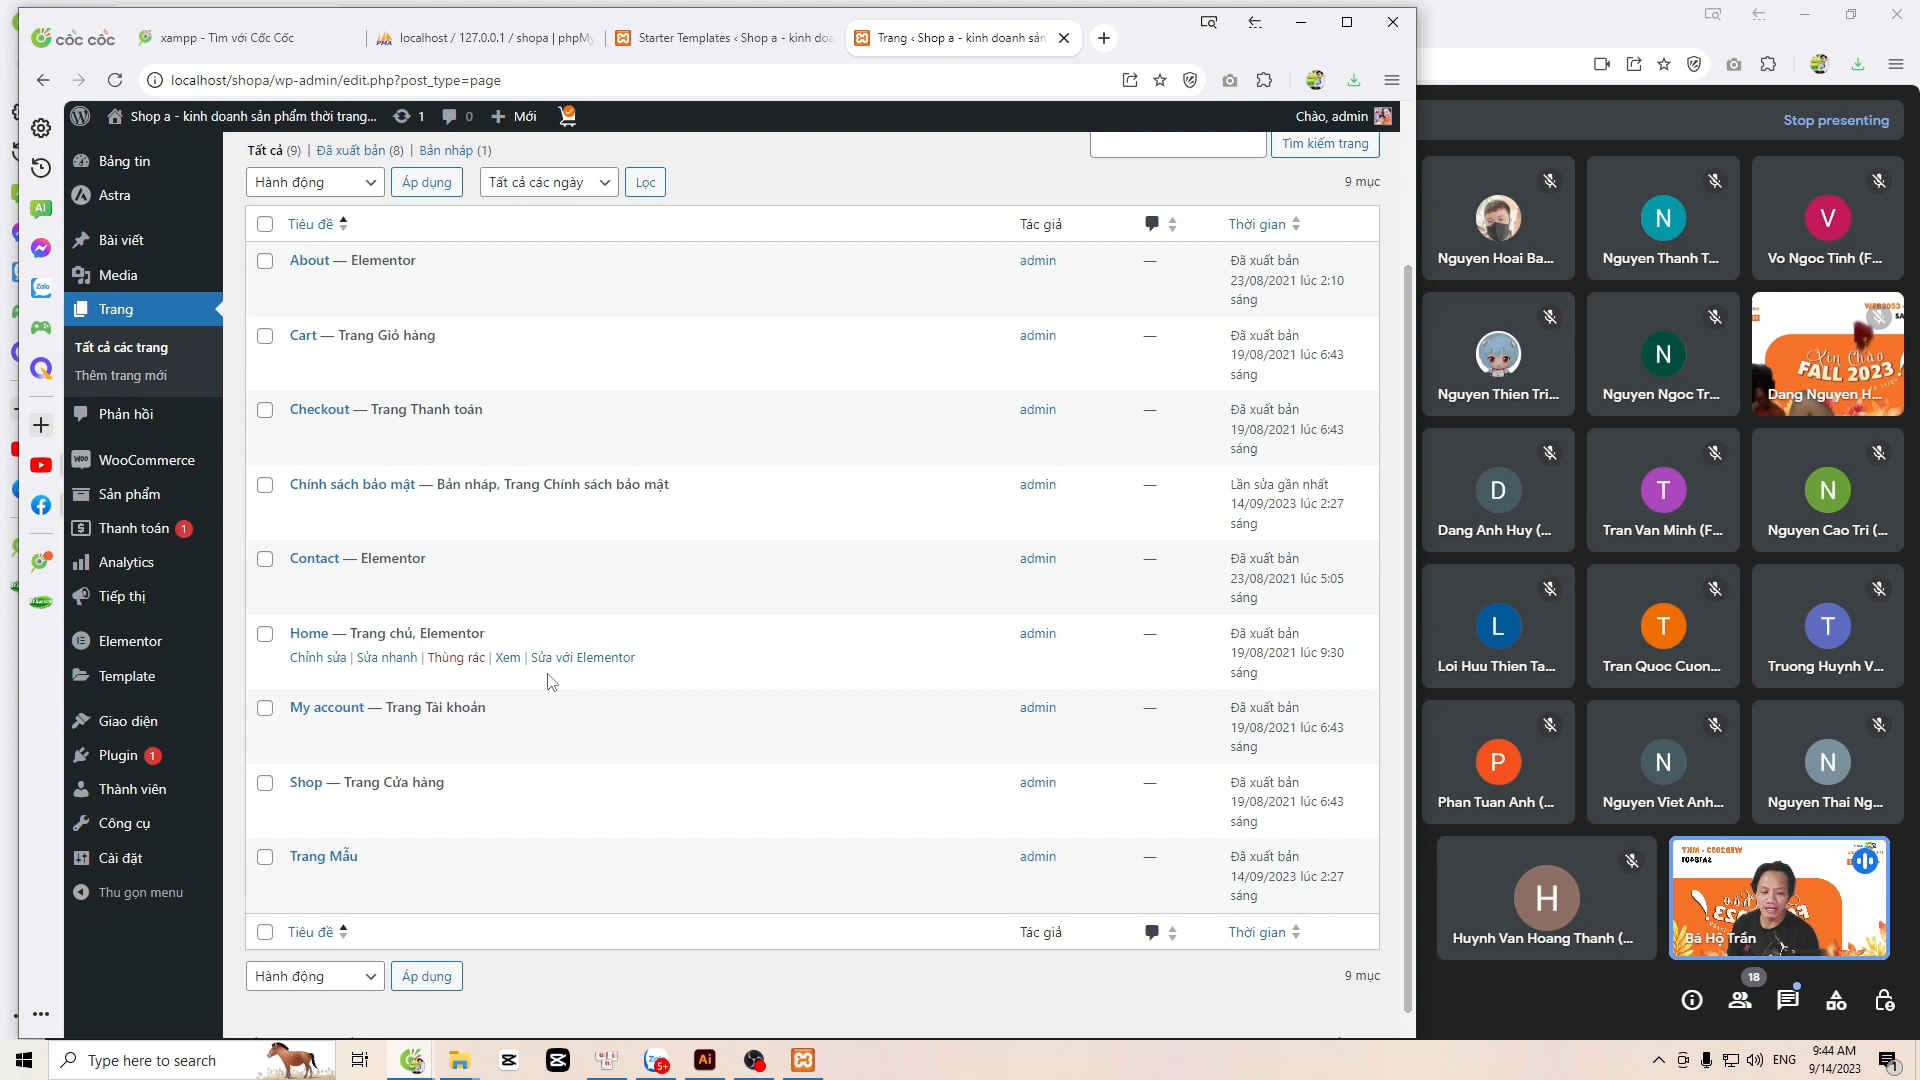 cốc cốc
xampp - Tìm với Cốc Cốc
localhost / 127.0.0.1 / shopa | phpMy
Starter Templates ‹ Shop a - kinh doa
Trang ‹ Shop a - kinh doanh sản
localhost/shopa/wp-admin/edit.php?post_type=page
Shop a - kinh doanh sản phẩm thời trang...
1
0
Mới
Chào, admin
Stop presenting
Bảng tin
Astra
Bài viết
Media
Trang
Tất cả các trang
Thêm trang mới
Phản hồi
WooCommerce
Sản phẩm
Thanh toán 1
Analytics
Tiếp thị
Elementor
Template
Giao diện
Plugin 1
Thành viên
Công cụ
Cài đặt
Thu gọn menu
Tất cả (9) | Đã xuất bản (8) | Bản nháp (1)
Tìm kiếm trang
Hành động
Áp dụng
Tất cả các ngày
Lọc
9 mục
Tiêu đề
Tác giả
Thời gian
About — Elementor
admin
—
Đã xuất bản
23/08/2021 lúc 2:10
sáng
Cart — Trang Giỏ hàng
admin
—
Đã xuất bản
19/08/2021 lúc 6:43
sáng
Checkout — Trang Thanh toán
admin
—
Đã xuất bản
19/08/2021 lúc 6:43
sáng
Chính sách bảo mật — Bản nháp, Trang Chính sách bảo mật
admin
—
Lần sửa gần nhất
14/09/2023 lúc 2:27
sáng
Contact — Elementor
admin
—
Đã xuất bản
23/08/2021 lúc 5:05
sáng
Home — Trang chủ, Elementor
Chỉnh sửa | Sửa nhanh | Thùng rác | Xem | Sửa với Elementor
admin
—
Đã xuất bản
19/08/2021 lúc 9:30
sáng
My account — Trang Tài khoản
admin
—
Đã xuất bản
19/08/2021 lúc 6:43
sáng
Shop — Trang Cửa hàng
admin
—
Đã xuất bản
19/08/2021 lúc 6:43
sáng
Trang Mẫu
admin
—
Đã xuất bản
14/09/2023 lúc 2:27
sáng
Tiêu đề
Tác giả
Thời gian
Hành động
Áp dụng
9 mục
Nguyen Hoai Ba...
N
Nguyen Thanh T...
V
Vo Ngoc Tinh (F...
Nguyen Thien Tri...
N
Nguyen Ngoc Tr...
Xin Chào
FALL 2023!
Dang Nguyen H...
D
Dang Anh Huy (...
T
Tran Van Minh (F...
N
Nguyen Cao Tri (...
L
Loi Huu Thien Ta...
T
Tran Quoc Cuon...
T
Truong Huynh V...
P
Phan Tuan Anh (...
N
Nguyen Viet Anh...
N
Nguyen Thai Ng...
H
Huynh Van Hoang Thanh (...
Bá Hộ Trần
18
Type here to search
Ai
ENG
9:44 AM
9/14/2023
1